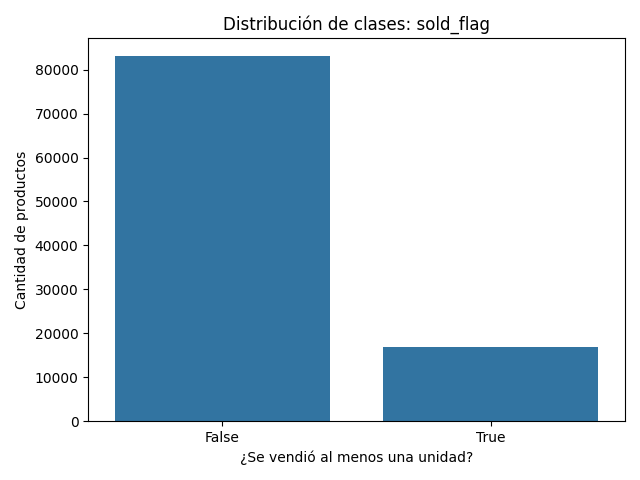 Distribución de clases: sold_flag
Cantidad de productos
80000
70000
60000
50000
40000
30000
20000
10000
0
False
True
¿Se vendió al menos una unidad?